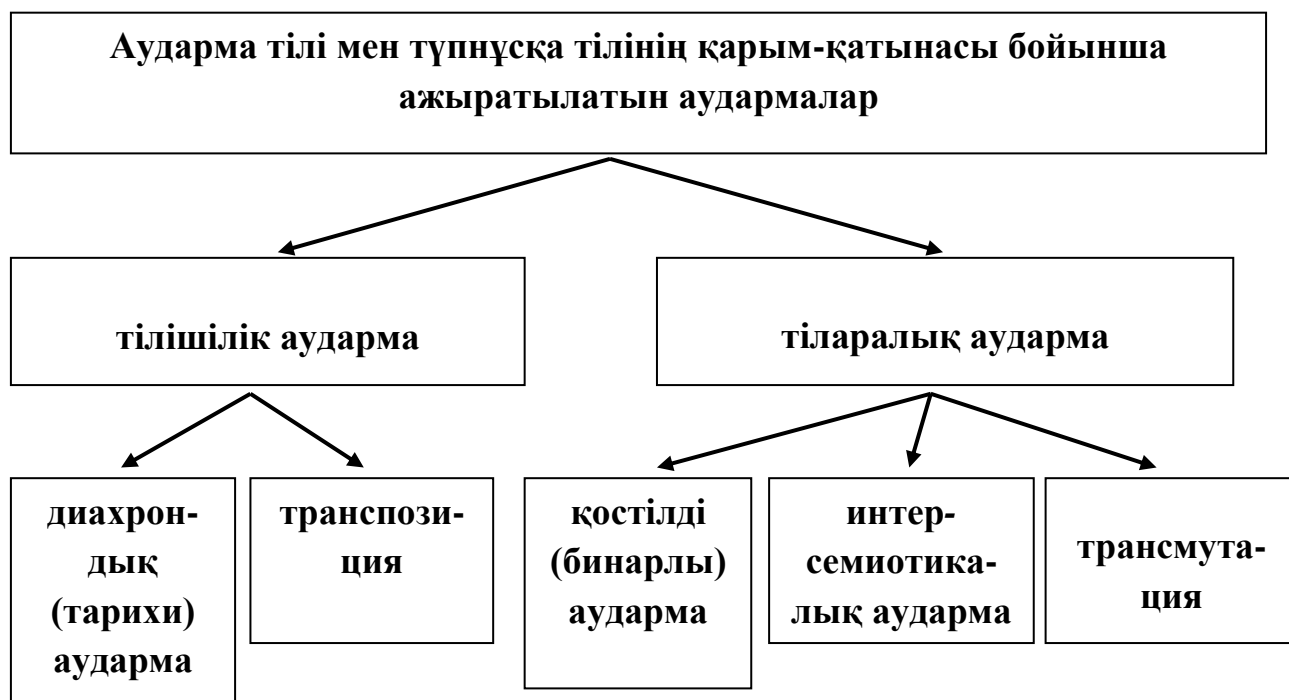 Аударма тілі мен түпнұсқа тілінің қарым-қатынасы бойынша
ажыратылатын аудармалар
тілішілік аударма
тіларалық аударма
диахрон-
дық
(тарихи)
аударма
транспози-
ция
қостілді
(бинарлы)
аударма
интер-
семиотика-
лық аударма
трансмута-
ция